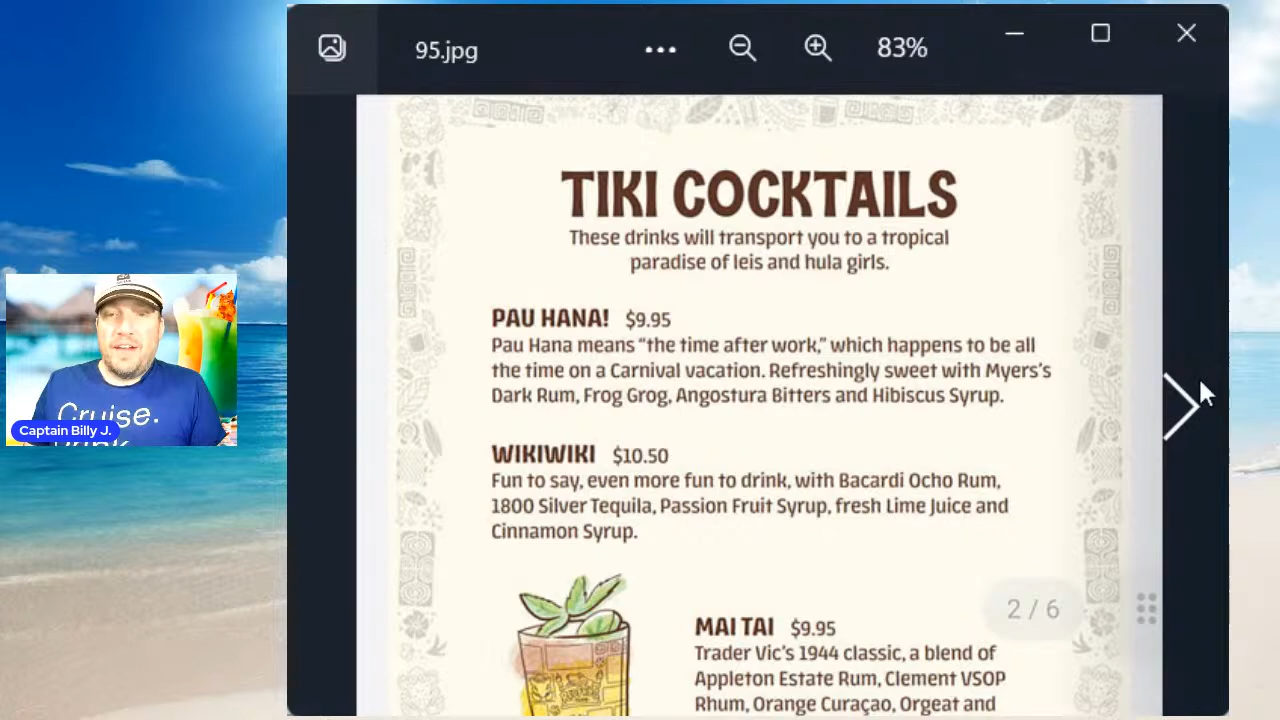 95.jpg
83%
TIKI COCKTAILS
These drinks will transport you to a tropical
paradise of leis and hula girls.
PAU HANA! $9.95
Pau Hana means “the time after work,” which happens to be all
the time on a Carnival vacation. Refreshingly sweet with Myers’s
Dark Rum, Frog Grog, Angostura Bitters and Hibiscus Syrup.
WIKIWIKI $10.50
Fun to say, even more fun to drink, with Bacardi Ocho Rum,
1800 Silver Tequila, Passion Fruit Syrup, fresh Lime Juice and
Cinnamon Syrup.
2 / 6
MAI TAI $9.95
Trader Vic’s 1944 classic, a blend of
Appleton Estate Rum, Clement VSOP
Rhum, Orange Curaçao, Orgeat and
Cruise.
Captain Billy J.